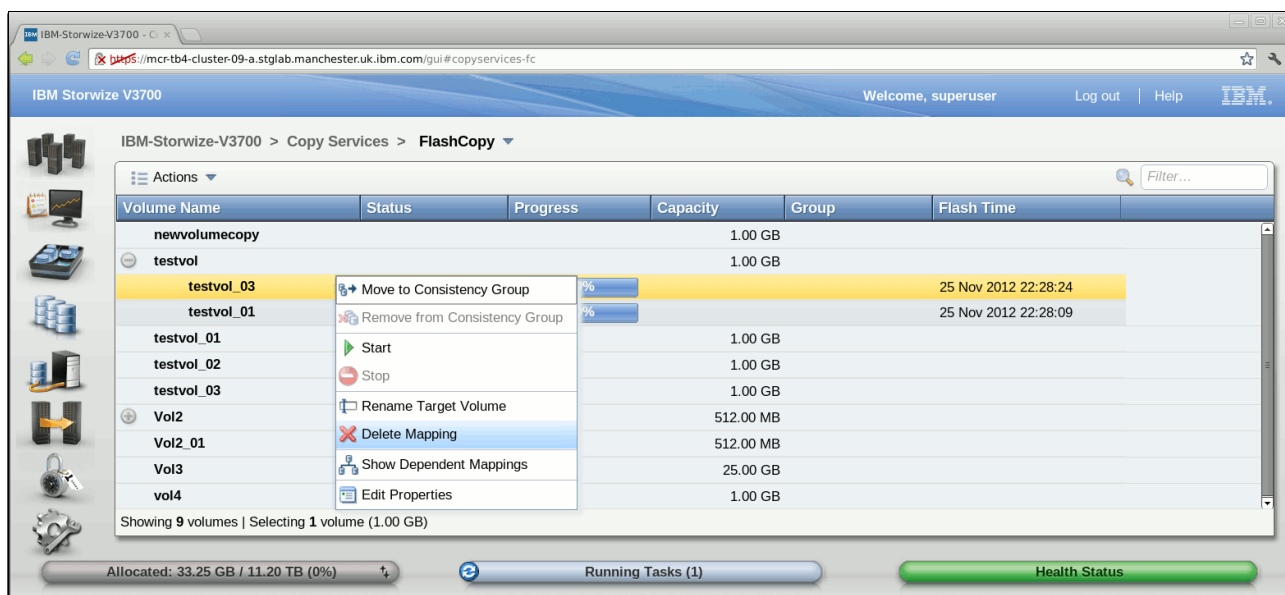 IBM-Storwize-V3700 - C
https://mcr-tb4-cluster-09-a.stglab.manchester.uk.ibm.com/gui#copyservices-fc
IBM Storwize V3700 Welcome, superuser Log out | Help IBM.
IBM-Storwize-V3700 > Copy Services > FlashCopy
Actions Filter...
Volume Name Status Progress Capacity Group Flash Time
newvolumecopy 1.00 GB
testvol 1.00 GB
testvol_03 % 25 Nov 2012 22:28:24
testvol_01 % 25 Nov 2012 22:28:09
testvol_01 1.00 GB
testvol_02 1.00 GB
testvol_03 1.00 GB
Vol2 512.00 MB
Vol2_01 512.00 MB
Vol3 25.00 GB
vol4 1.00 GB
Move to Consistency Group
Remove from Consistency Group
Start
Stop
Rename Target Volume
Delete Mapping
Show Dependent Mappings
Edit Properties
Showing 9 volumes | Selecting 1 volume (1.00 GB)
Allocated: 33.25 GB / 11.20 TB (0%) Running Tasks (1) Health Status